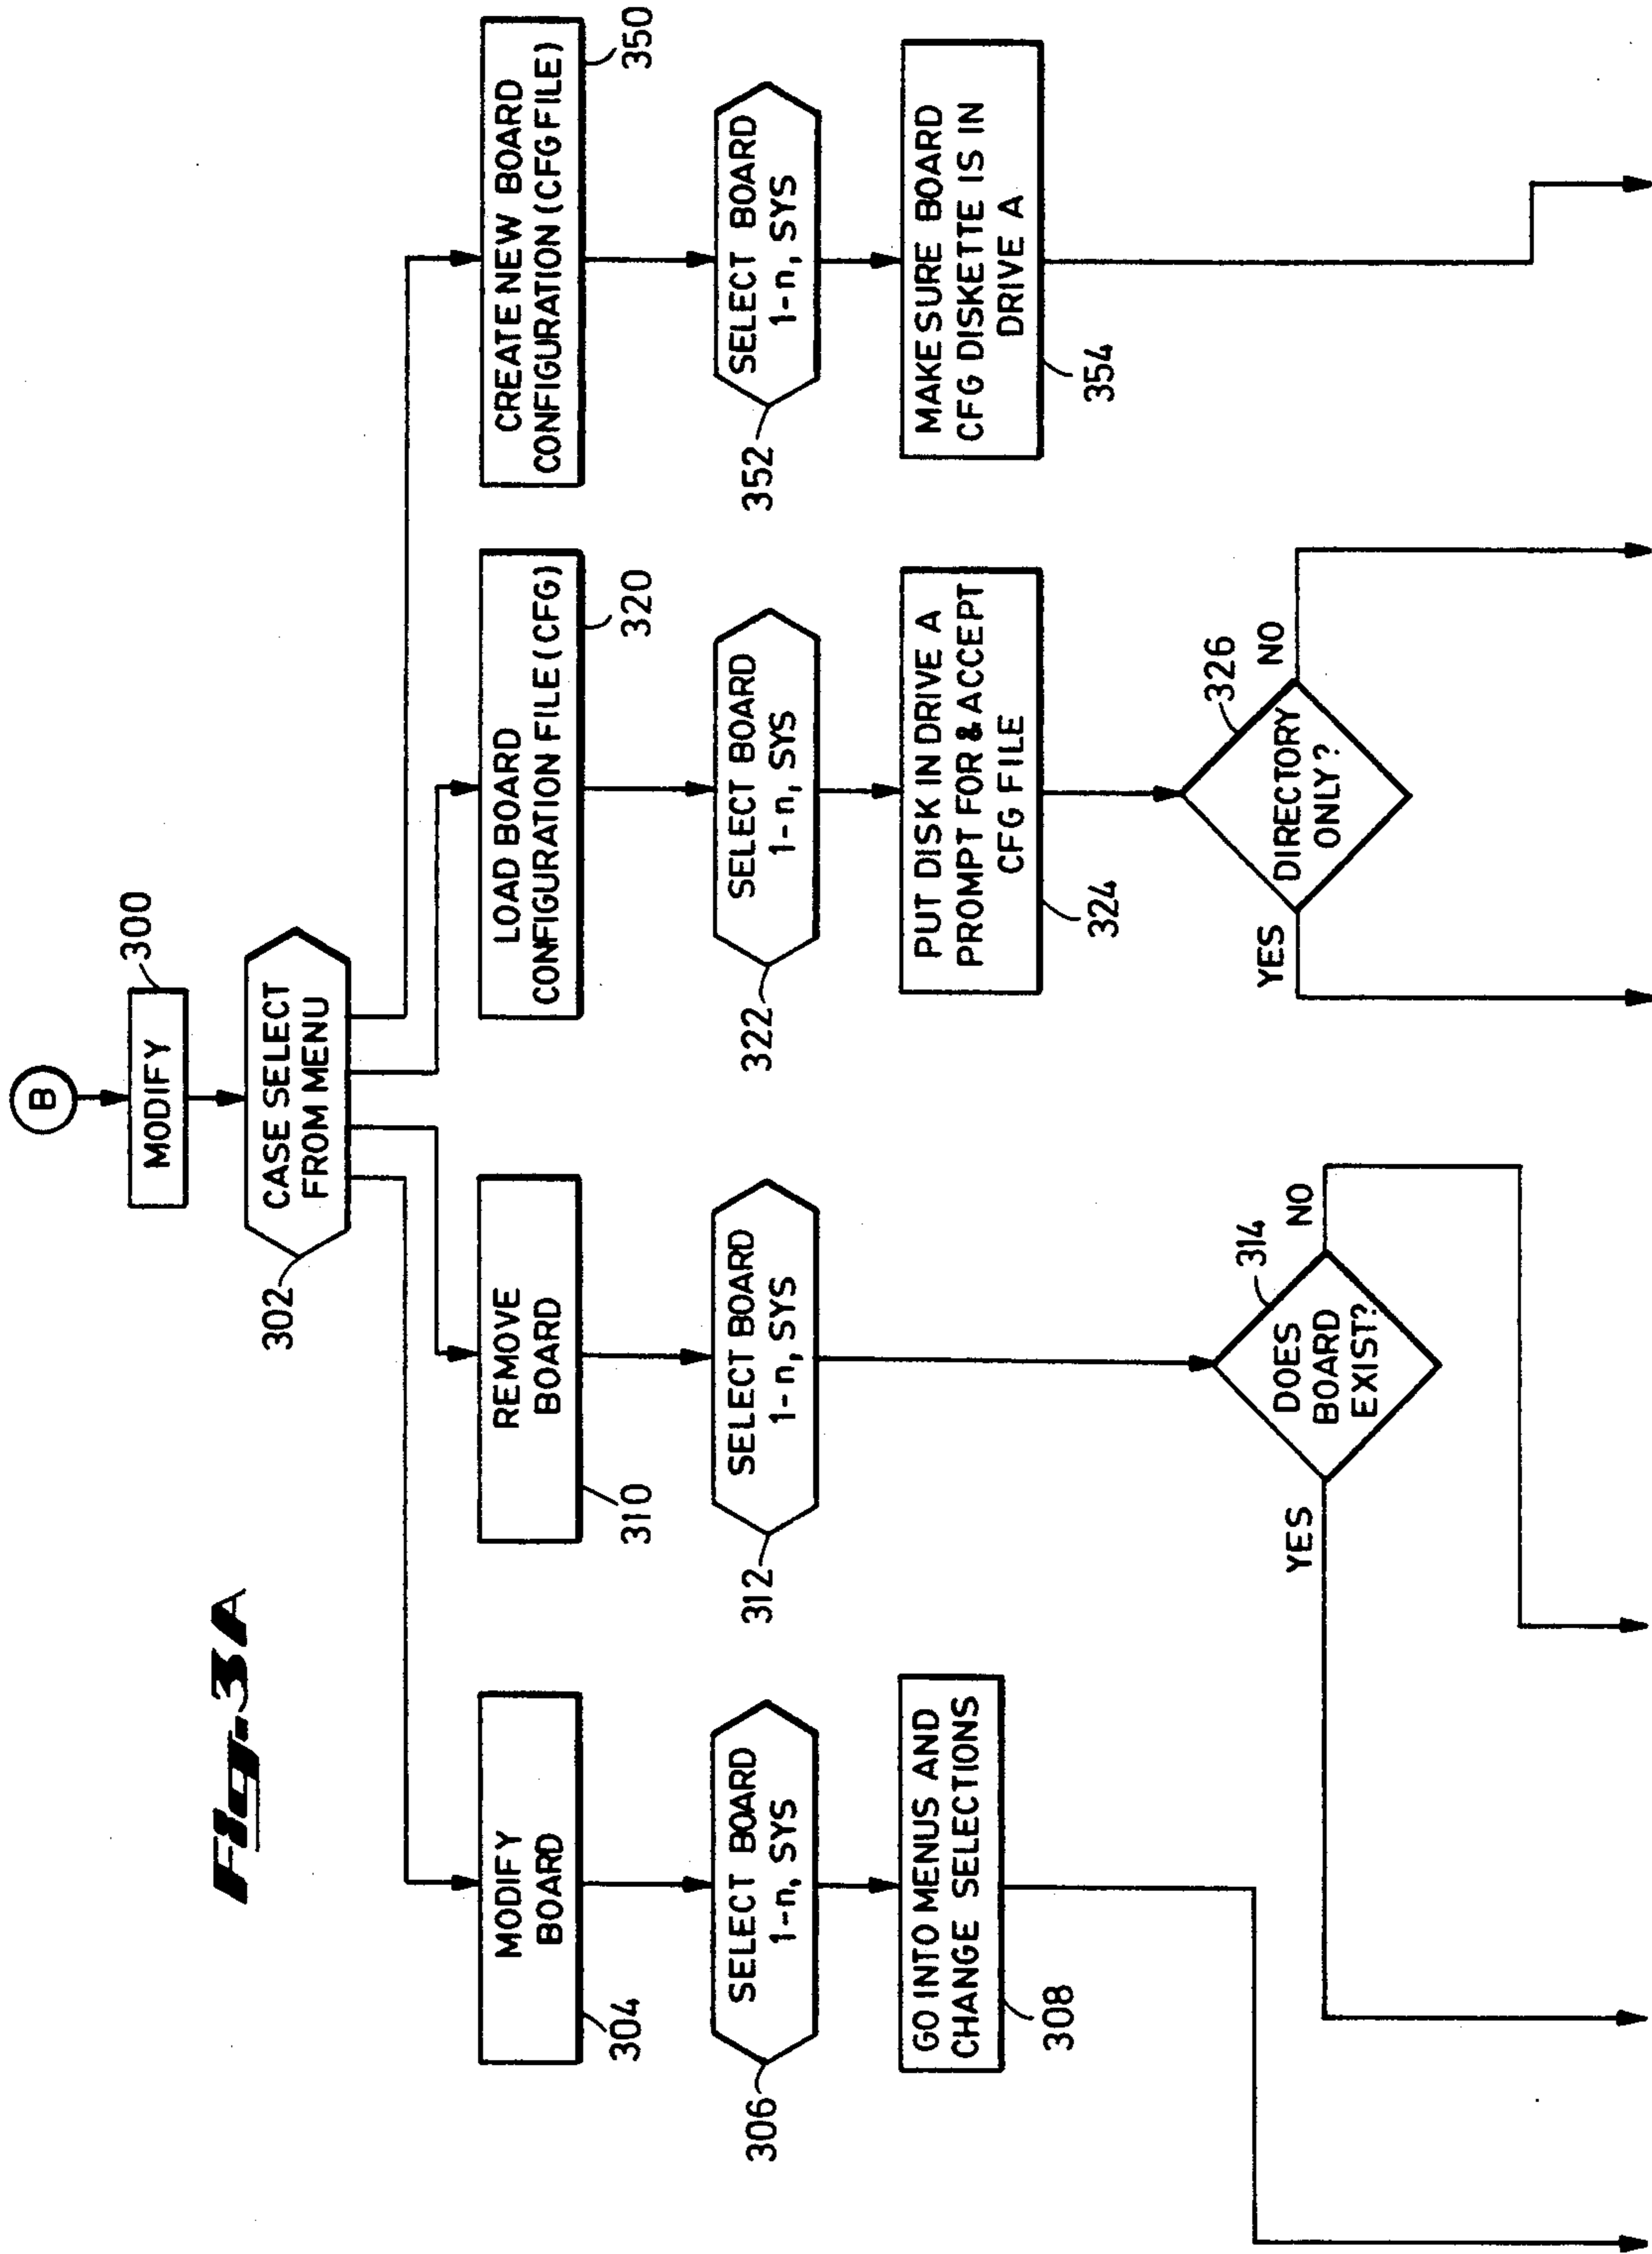 Fig. 3A
B
MODIFY
300
CASE SELECT
FROM MENU
302
MODIFY
BOARD
304
SELECT BOARD
1-n, SYS
306
GO INTO MENUS AND
CHANGE SELECTIONS
308
REMOVE
BOARD
310
SELECT BOARD
1-n, SYS
312
DOES
BOARD
EXIST?
314
YES
NO
LOAD BOARD
CONFIGURATION FILE (CFG)
320
SELECT BOARD
1-n, SYS
322
PUT DISK IN DRIVE A
PROMPT FOR & ACCEPT
CFG FILE
324
DIRECTORY
ONLY?
326
YES
NO
CREATE NEW BOARD
CONFIGURATION (CFG FILE)
350
SELECT BOARD
1-n, SYS
352
MAKE SURE BOARD
CFG DISKETTE IS IN
DRIVE A
354